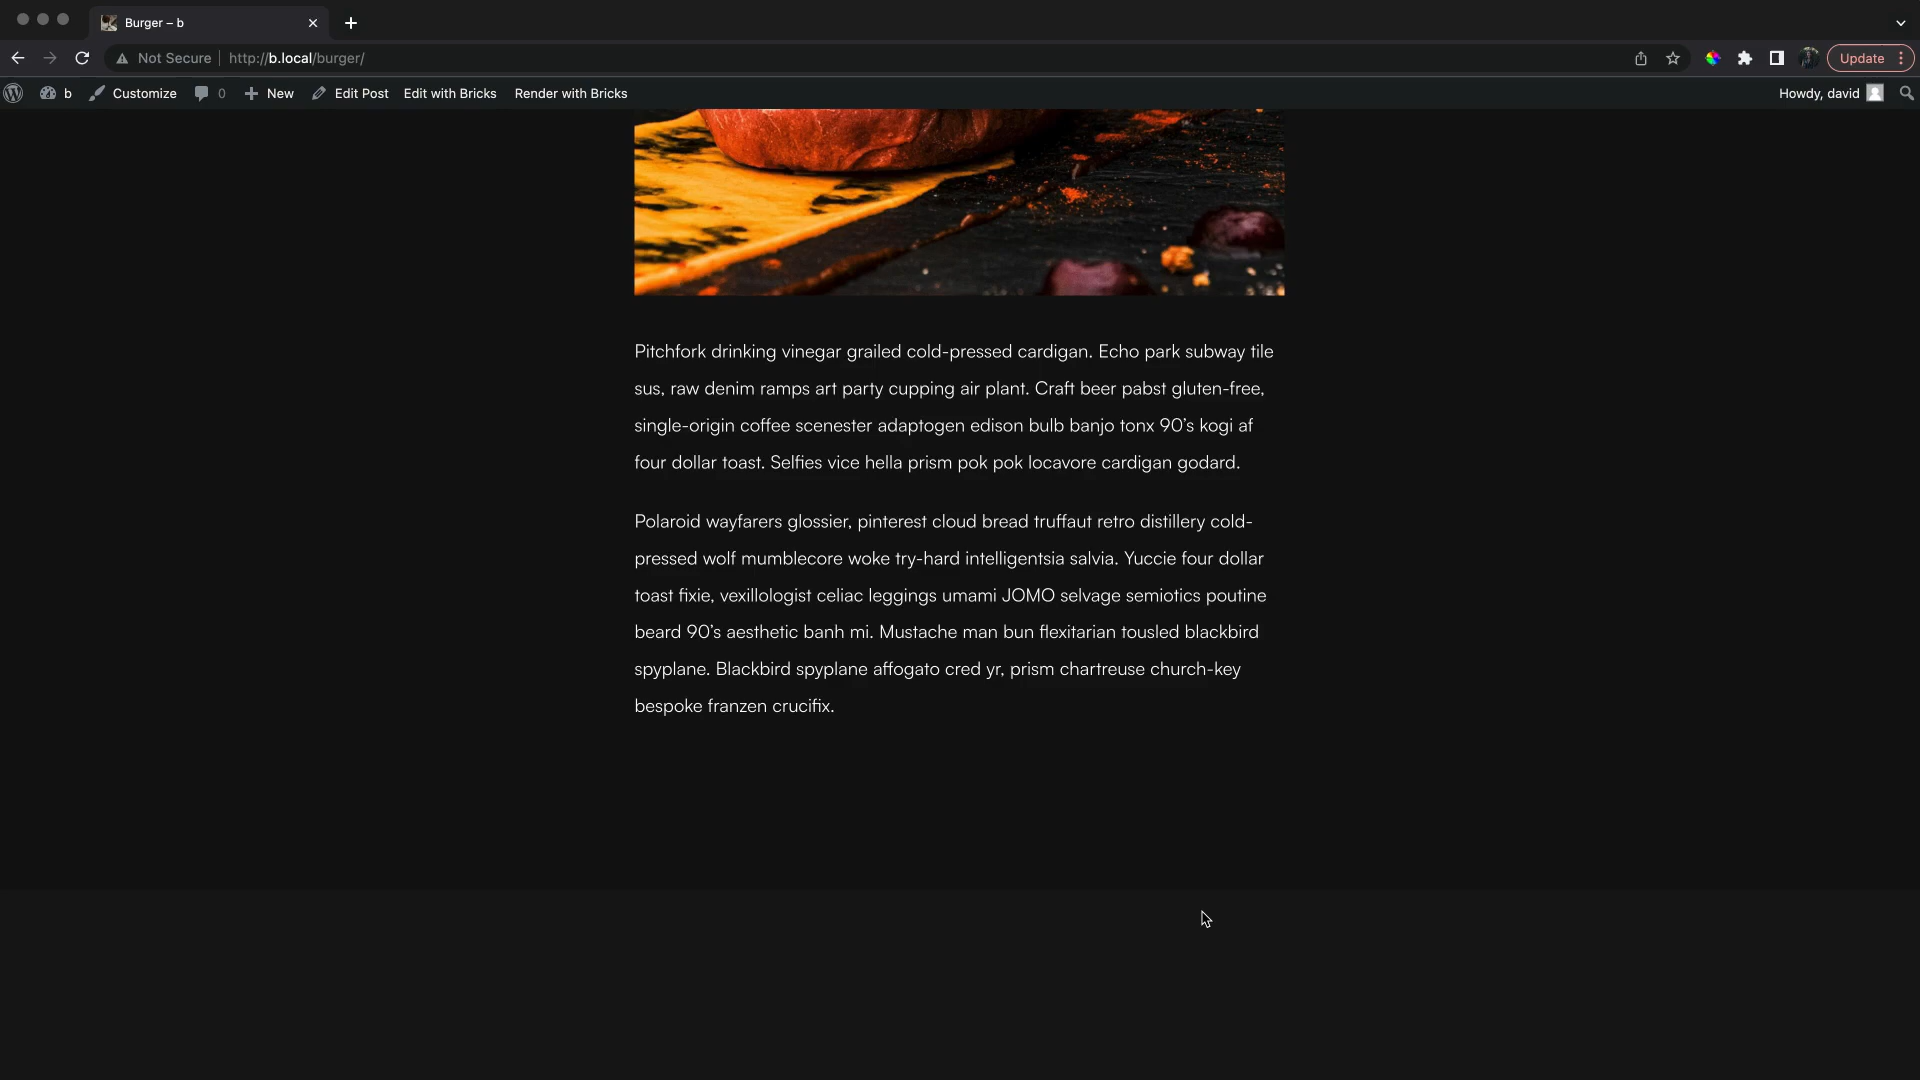 Burger – b
Not Secure
http://b.local/burger/
Update
b
Customize
0
New
Edit Post
Edit with Bricks
Render with Bricks
Howdy, david
Pitchfork drinking vinegar grailed cold-pressed cardigan. Echo park subway tile
sus, raw denim ramps art party cupping air plant. Craft beer pabst gluten-free,
single-origin coffee scenester adaptogen edison bulb banjo tonx 90’s kogi af
four dollar toast. Selfies vice hella prism pok pok locavore cardigan godard.
Polaroid wayfarers glossier, pinterest cloud bread truffaut retro distillery cold-
pressed wolf mumblecore woke try-hard intelligentsia salvia. Yuccie four dollar
toast fixie, vexillologist celiac leggings umami JOMO selvage semiotics poutine
beard 90’s aesthetic banh mi. Mustache man bun flexitarian tousled blackbird
spyplane. Blackbird spyplane affogato cred yr, prism chartreuse church-key
bespoke franzen crucifix.